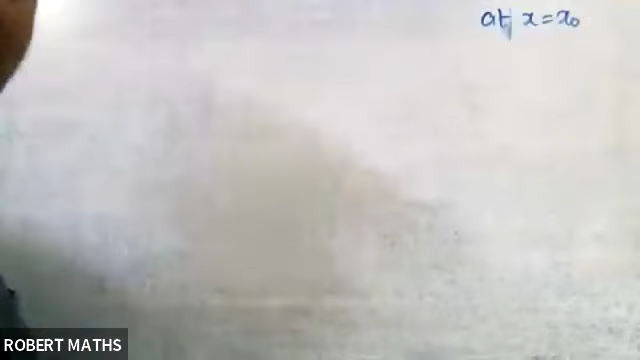 at x = x₀
ROBERT MATHS